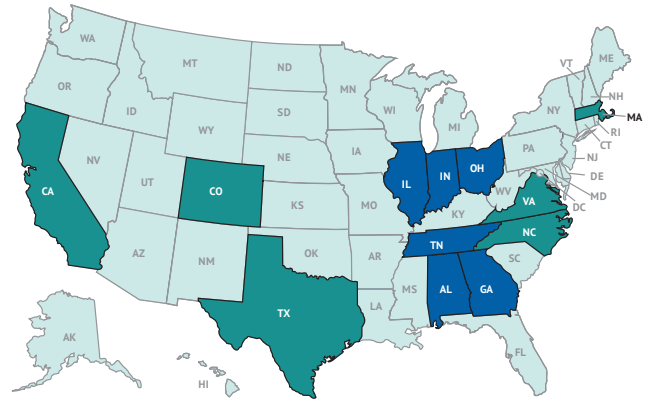 WA
MT
ND
MN
VT
ME
OR
ID
SD
WI
MI
NY
NH
MA
WY
RI
CT
NE
IA
PA
NJ
NV
UT
CO
IL
IN
OH
DE
CA
KS
MO
WV
VA
MD
KY
DC
AZ
NM
OK
AR
TN
NC
SC
MS
AL
GA
TX
LA
AK
FL
HI